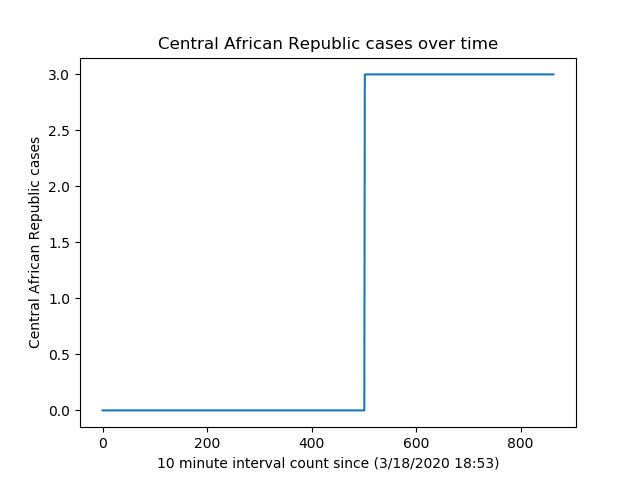 Central African Republic cases over time
3.0
2.5
2.0
1.5
1.0
0.5
0.0
Central African Republic cases
0 200 400 600 800
10 minute interval count since (3/18/2020 18:53)